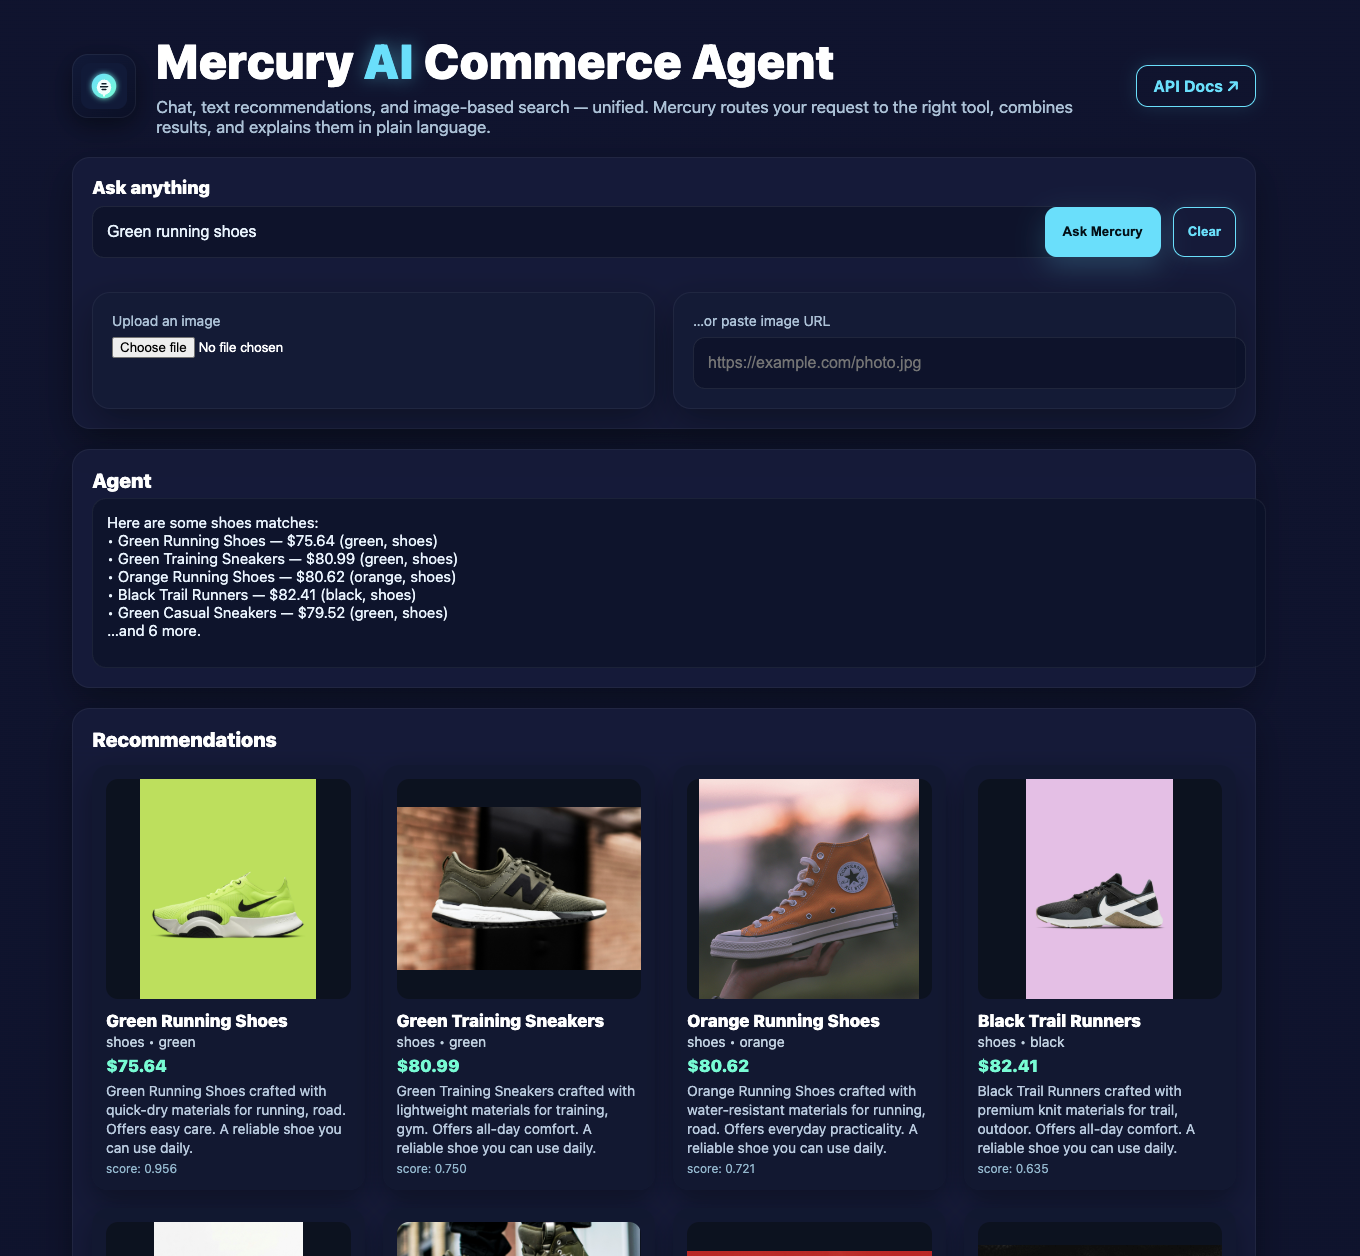 Mercury AI Commerce Agent
Chat, text recommendations, and image-based search — unified. Mercury routes your request to the right tool, combines
results, and explains them in plain language.
API Docs ↗
Ask anything
Green running shoes
Ask Mercury
Clear
Upload an image
Choose file No file chosen
...or paste image URL
https://example.com/photo.jpg
Agent
Here are some shoes matches:
• Green Running Shoes — $75.64 (green, shoes)
• Green Training Sneakers — $80.99 (green, shoes)
• Orange Running Shoes — $80.62 (orange, shoes)
• Black Trail Runners — $82.41 (black, shoes)
• Green Casual Sneakers — $79.52 (green, shoes)
...and 6 more.
Recommendations
Green Running Shoes
shoes • green
$75.64
Green Running Shoes crafted with
quick-dry materials for running, road.
Offers easy care. A reliable shoe you
can use daily.
score: 0.956
N
Green Training Sneakers
shoes • green
$80.99
Green Training Sneakers crafted with
lightweight materials for training,
gym. Offers all-day comfort. A
reliable shoe you can use daily.
score: 0.750
CONVERSE
Orange Running Shoes
shoes • orange
$80.62
Orange Running Shoes crafted with
water-resistant materials for running,
road. Offers everyday practicality. A
reliable shoe you can use daily.
score: 0.721
Black Trail Runners
shoes • black
$82.41
Black Trail Runners crafted with
premium knit materials for trail,
outdoor. Offers all-day comfort. A
reliable shoe you can use daily.
score: 0.635